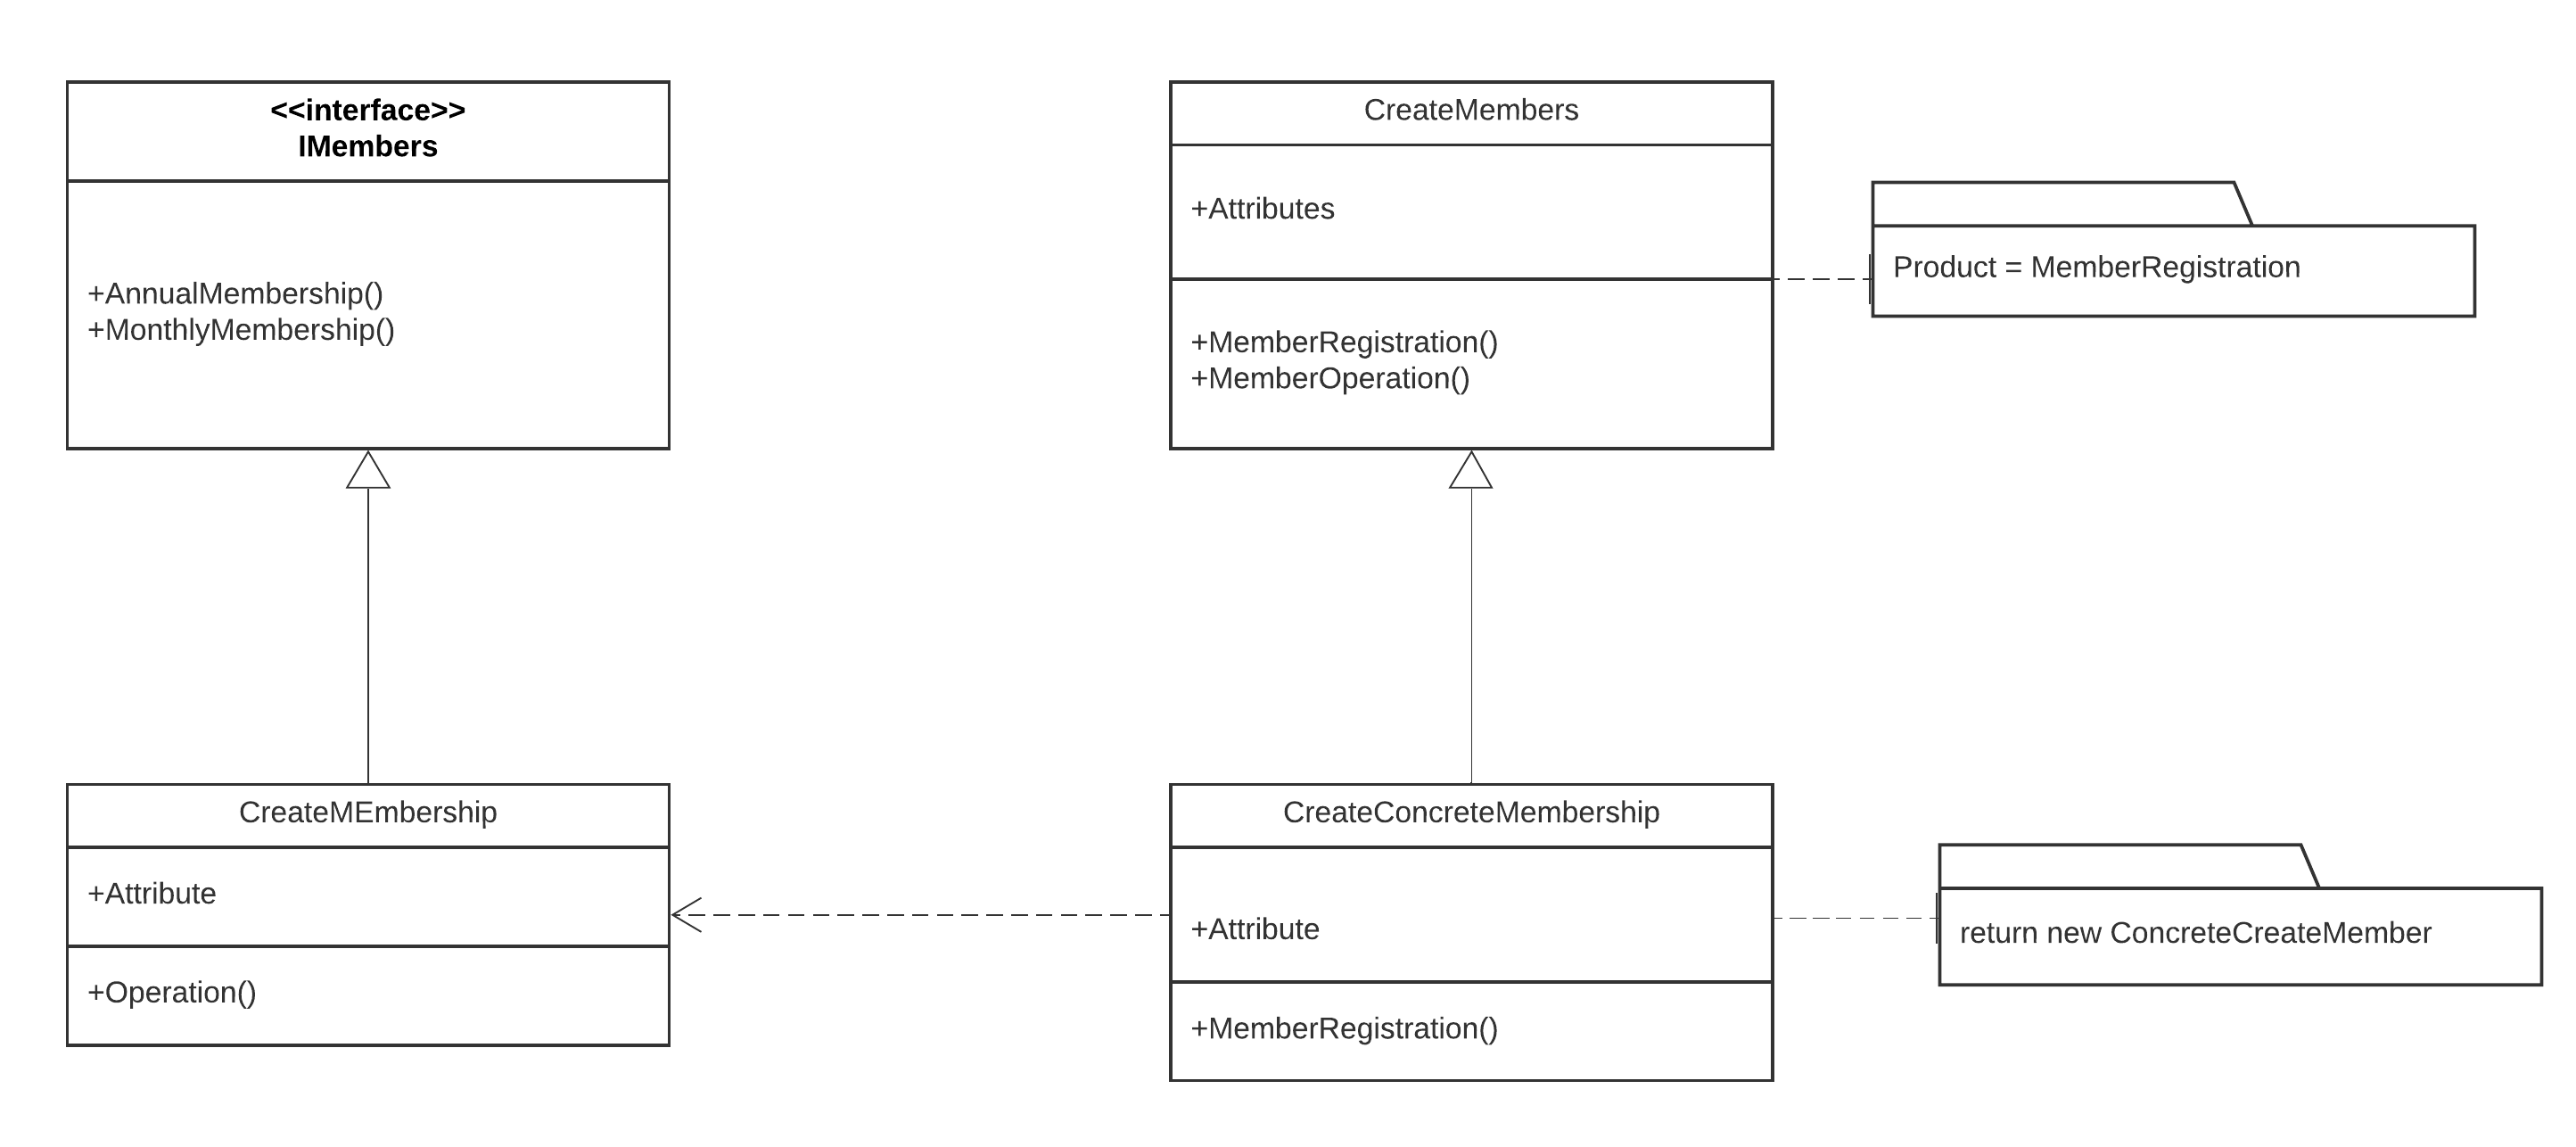 <<interface>>
IMembers
+AnnualMembership()
+MonthlyMembership()
CreateMembers
+Attributes
+MemberRegistration()
+MemberOperation()
Product = MemberRegistration
CreateMEmbership
+Attribute
+Operation()
CreateConcreteMembership
+Attribute
+MemberRegistration()
return new ConcreteCreateMember